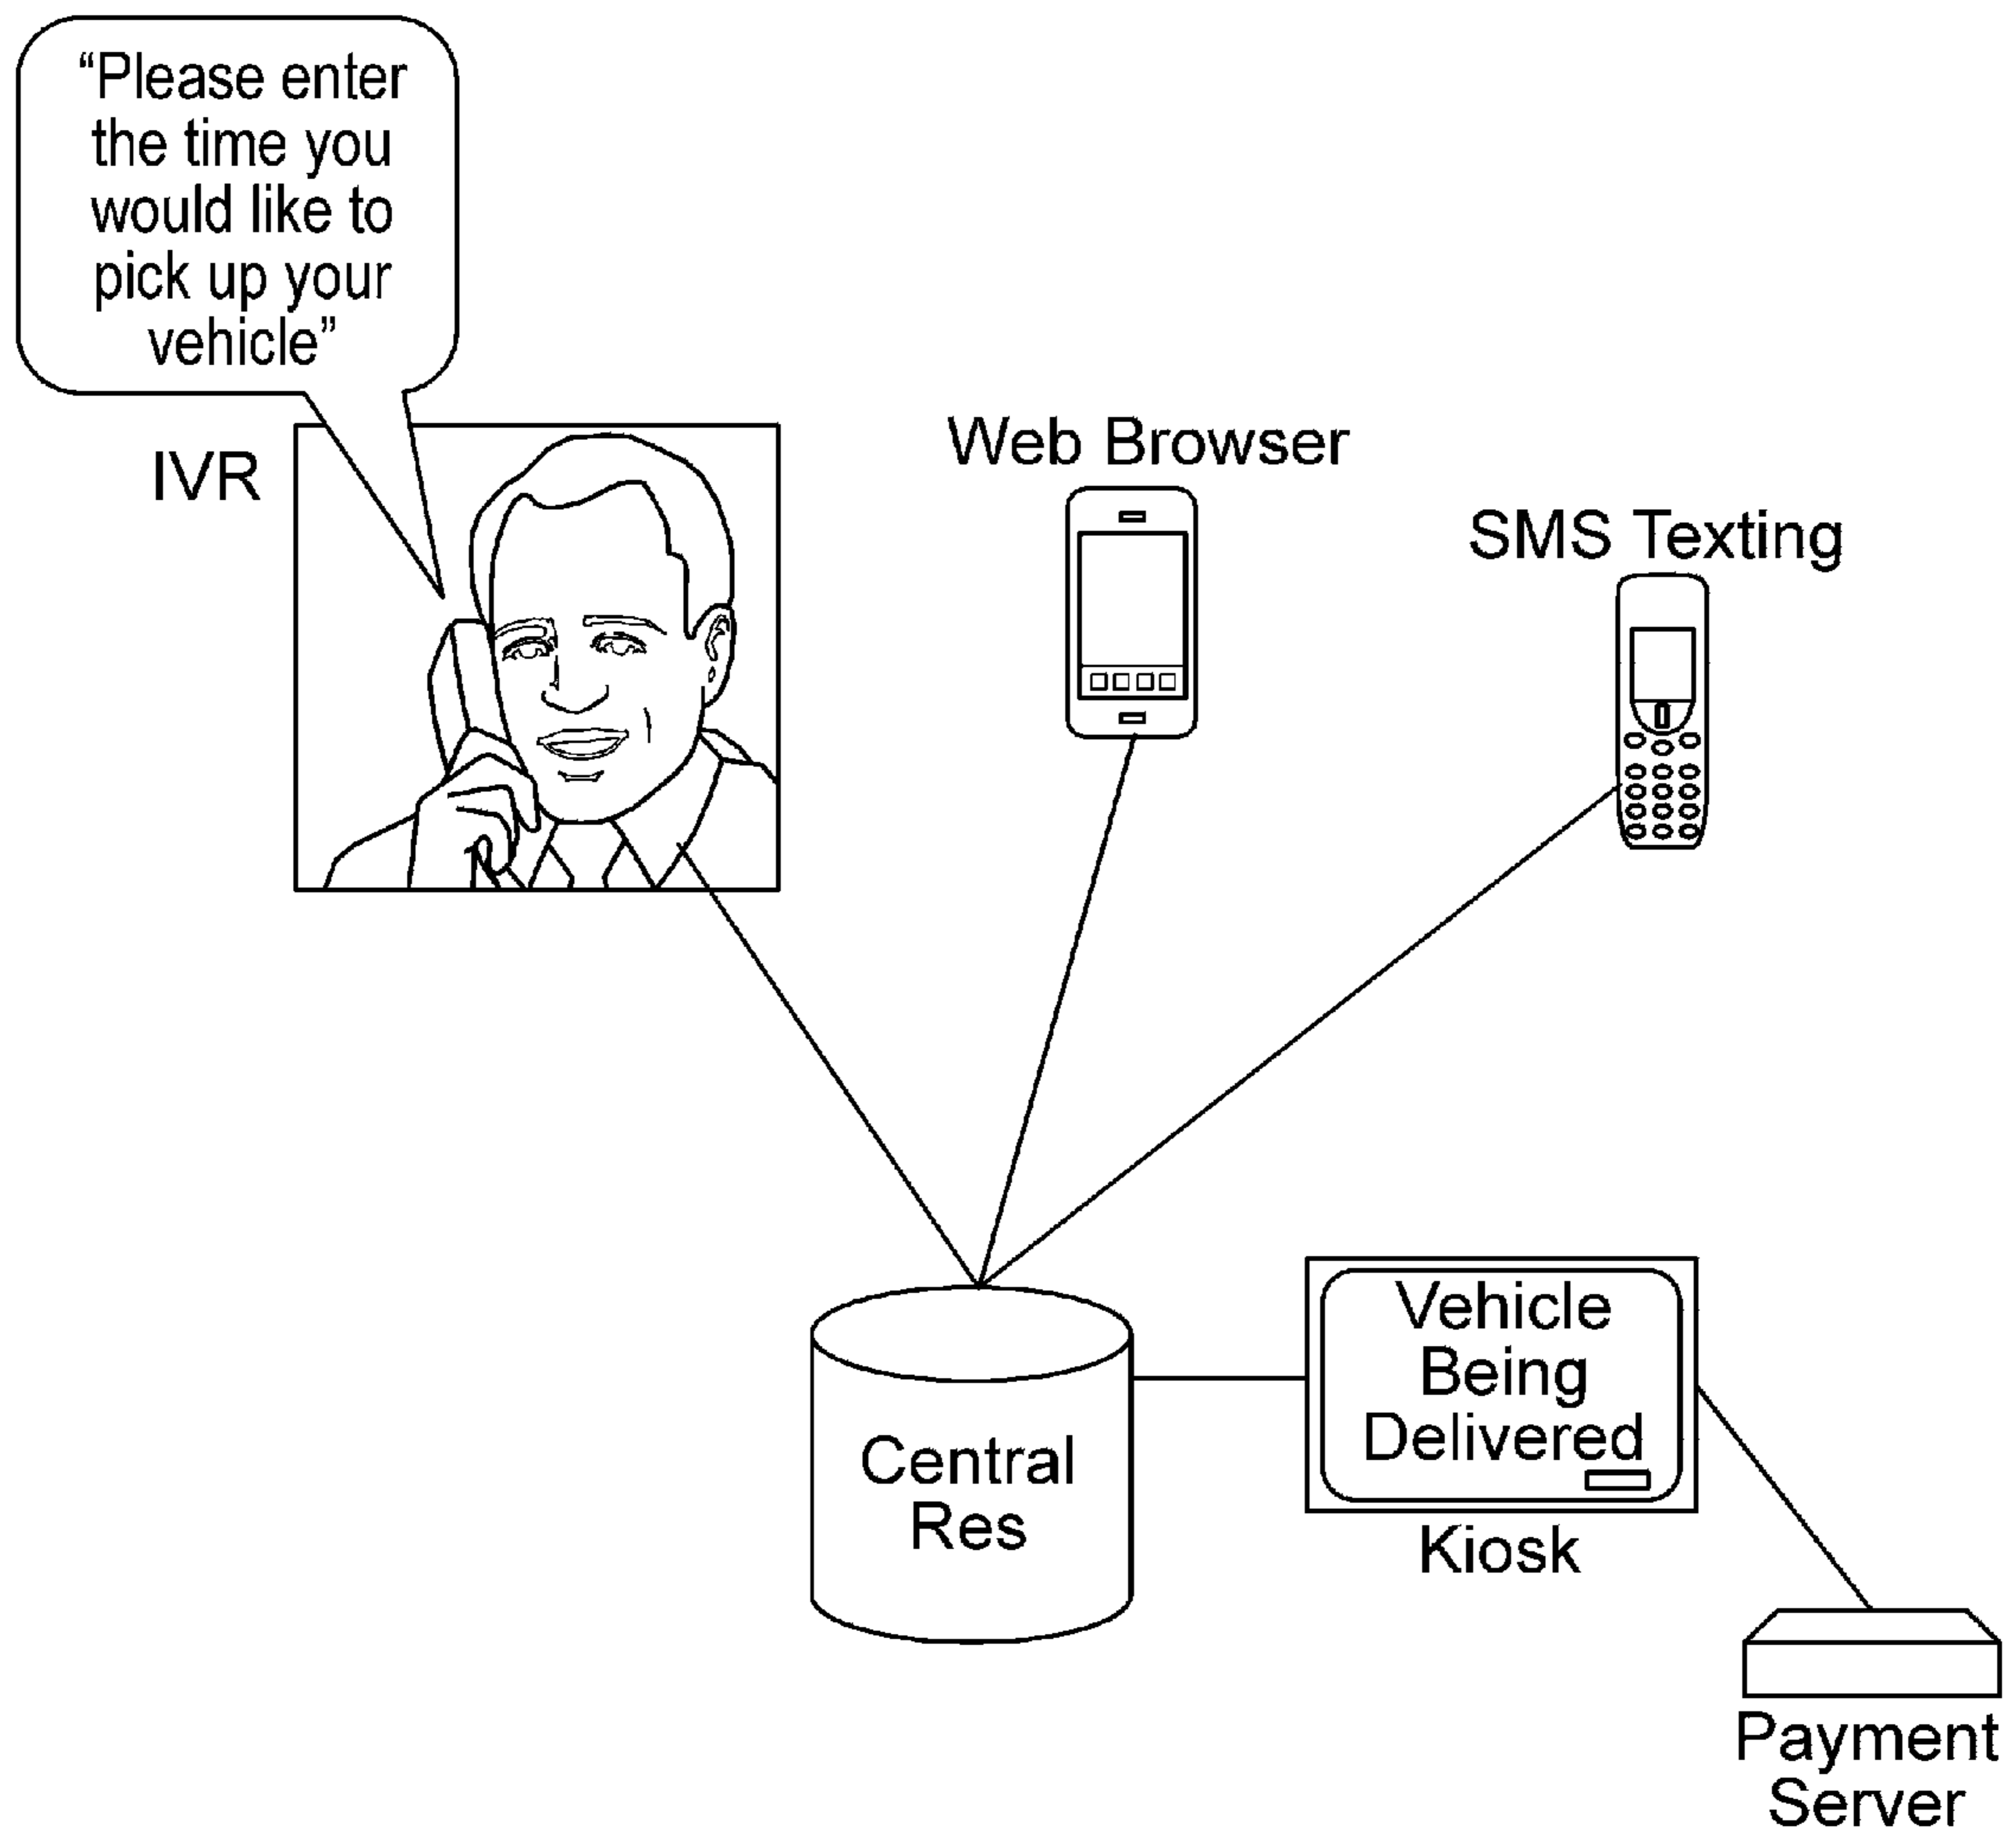 “Please enter
the time you
would like to
pick up your
vehicle”
IVR
Web Browser
SMS Texting
Vehicle
Being
Delivered
Kiosk
Central
Res
Payment
Server